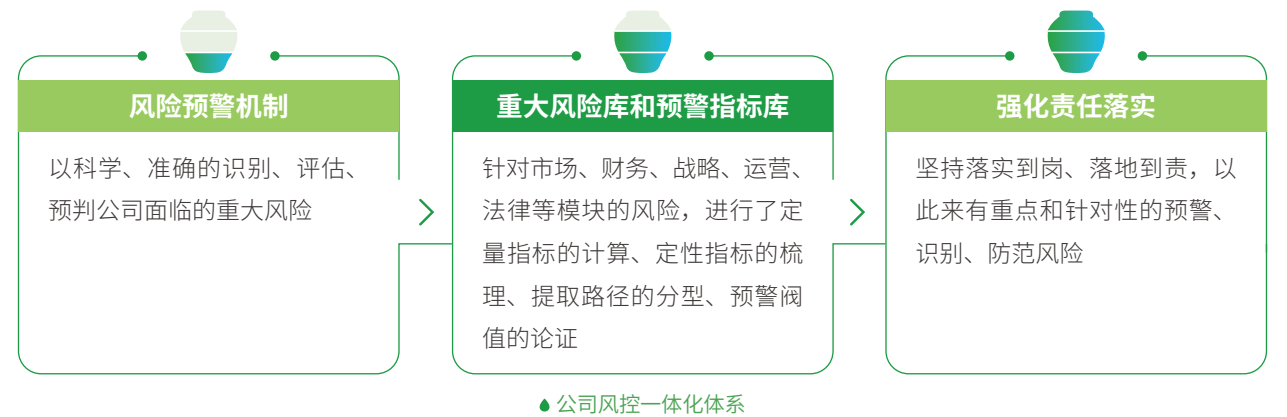 风险预警机制
以科学、准确的识别、评估、
预判公司面临的重大风险
重大风险库和预警指标库
针对市场、财务、战略、运营、
法律等模块的风险，进行了定
量指标的计算、定性指标的梳
理、提取路径的分型、预警阀
值的论证
强化责任落实
坚持落实到岗、落地到责，以
此来有重点和针对性的预警、
识别、防范风险
公司风控一体化体系